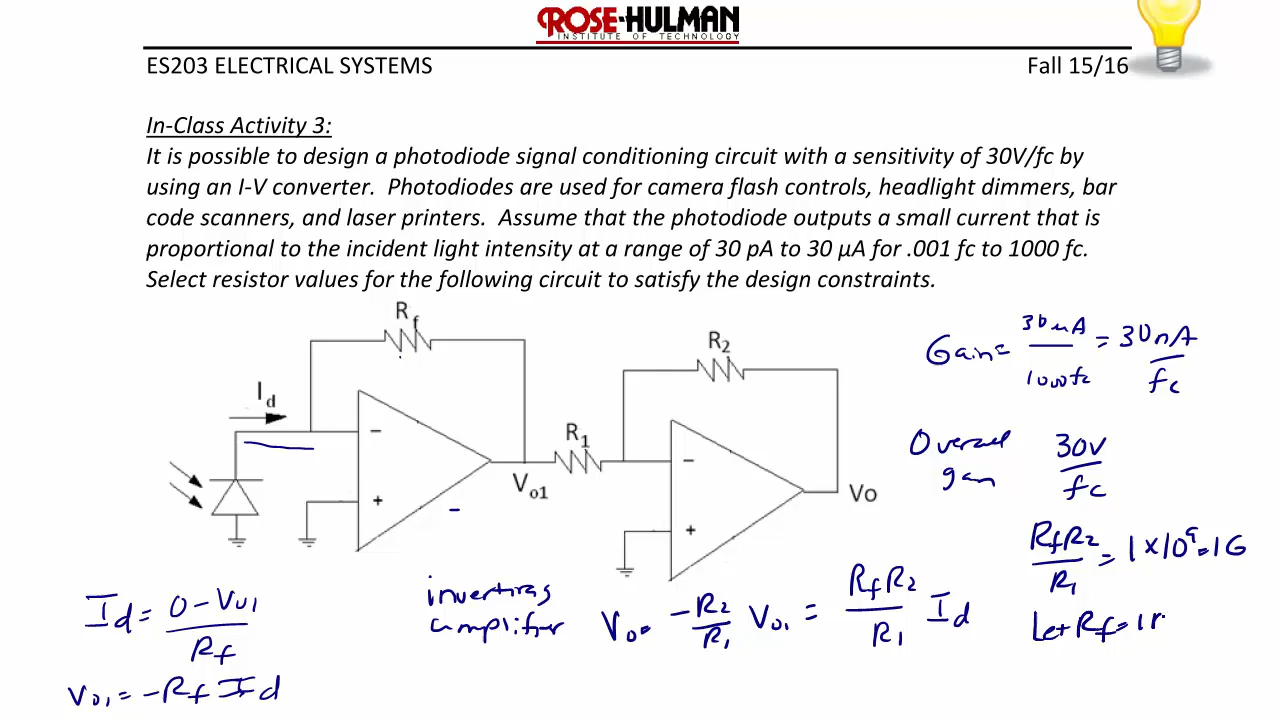 ROSE-HULMAN
INSTITUTE OF TECHNOLOGY
ES203 ELECTRICAL SYSTEMS Fall 15/16
In-Class Activity 3:
It is possible to design a photodiode signal conditioning circuit with a sensitivity of 30V/fc by
using an I-V converter. Photodiodes are used for camera flash controls, headlight dimmers, bar
code scanners, and laser printers. Assume that the photodiode outputs a small current that is
proportional to the incident light intensity at a range of 30 pA to 30 µA for .001 fc to 1000 fc.
Select resistor values for the following circuit to satisfy the design constraints.
Rf
Id
-
+
Vo1
R1
R2
-
+
Vo
Gain = 30µA / 1000fc = 30nA / fc
Overall gan 30V / fc
RfR2 / R1 = 1 x 10^9 = 1G
Let Rf = 1
Id = 0 - Vo1 / Rf
Vo1 = -Rf Id
inverting
amplifier
Vo = -R2 / R1 Vo1 = RfR2 / R1 Id